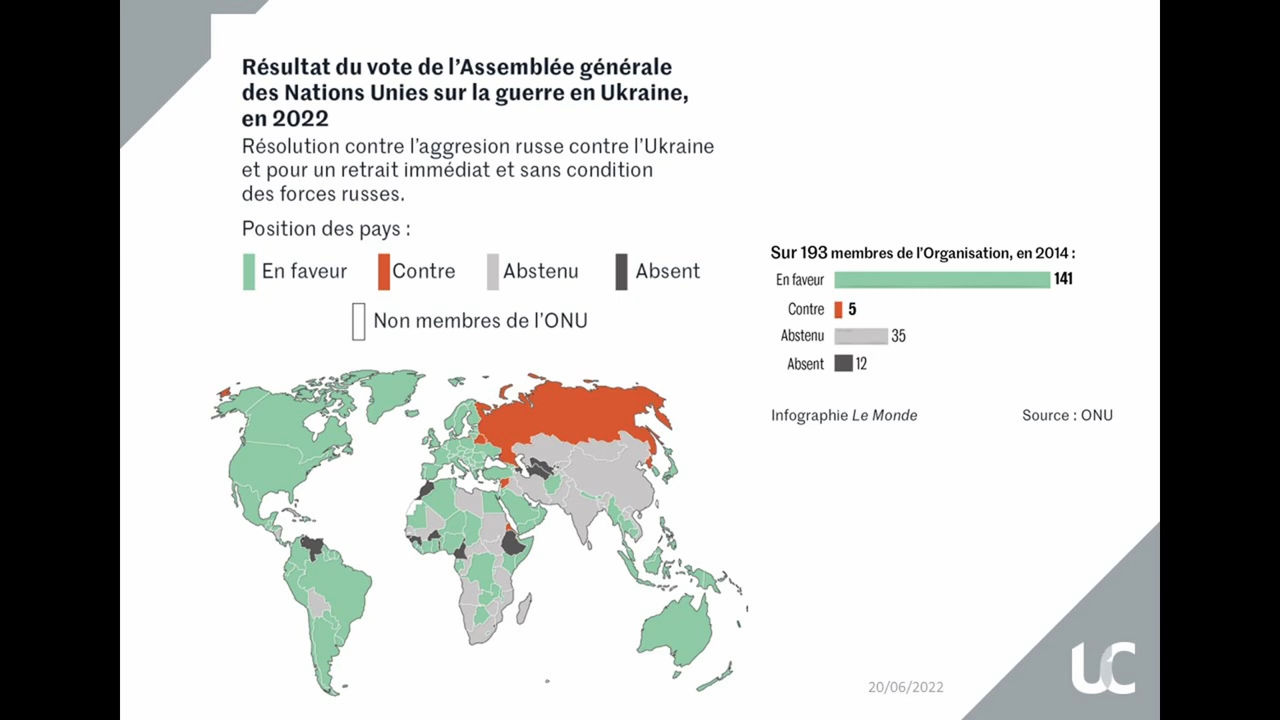 Résultat du vote de l'Assemblée générale
des Nations Unies sur la guerre en Ukraine,
en 2022
Résolution contre l'aggresion russe contre l'Ukraine
et pour un retrait immédiat et sans condition
des forces russes.
Position des pays :
En faveur Contre Abstenu Absent
Non membres de l'ONU
Sur 193 membres de l'Organisation, en 2014 :
En faveur 141
Contre 5
Abstenu 35
Absent 12
Infographie Le Monde Source : ONU
20/06/2022
UC